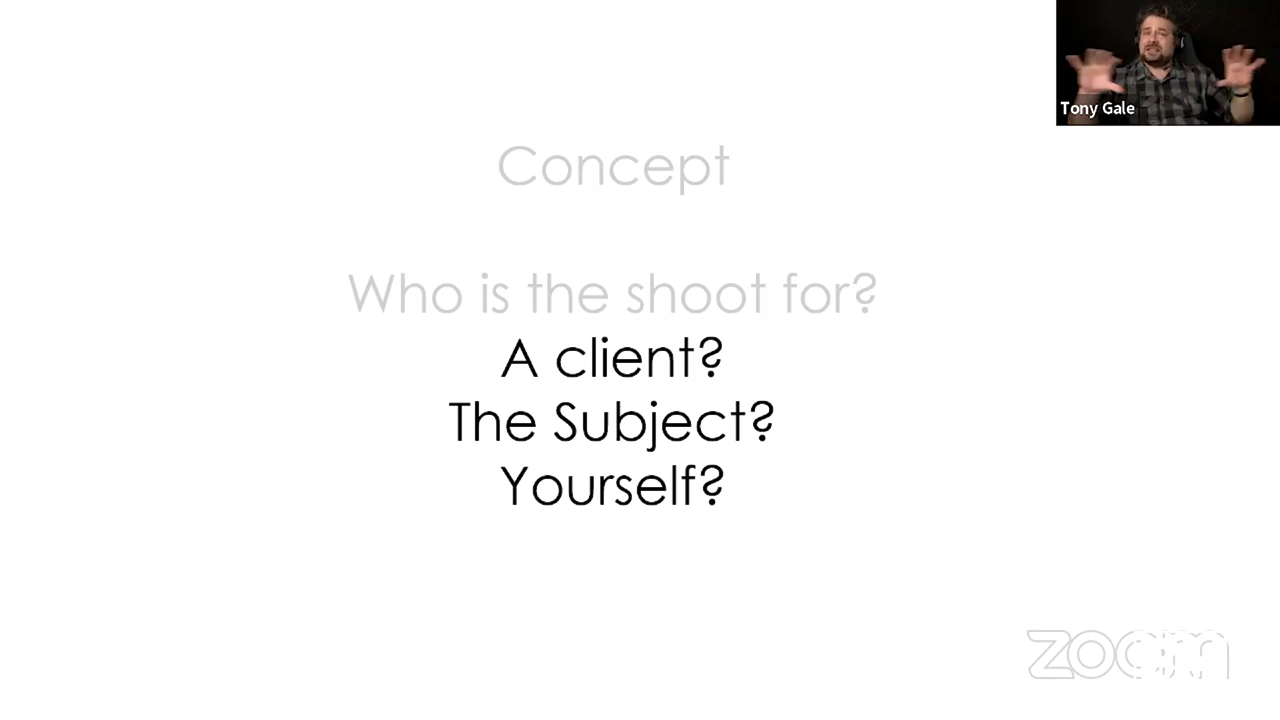 Tony Gale
Concept
Who is the shoot for?
A client?
The Subject?
Yourself?
zoom